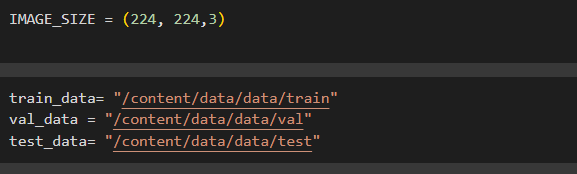 IMAGE_SIZE = (224, 224,3)
train_data= "/content/data/data/train"
val_data = "/content/data/data/val"
test_data= "/content/data/data/test"